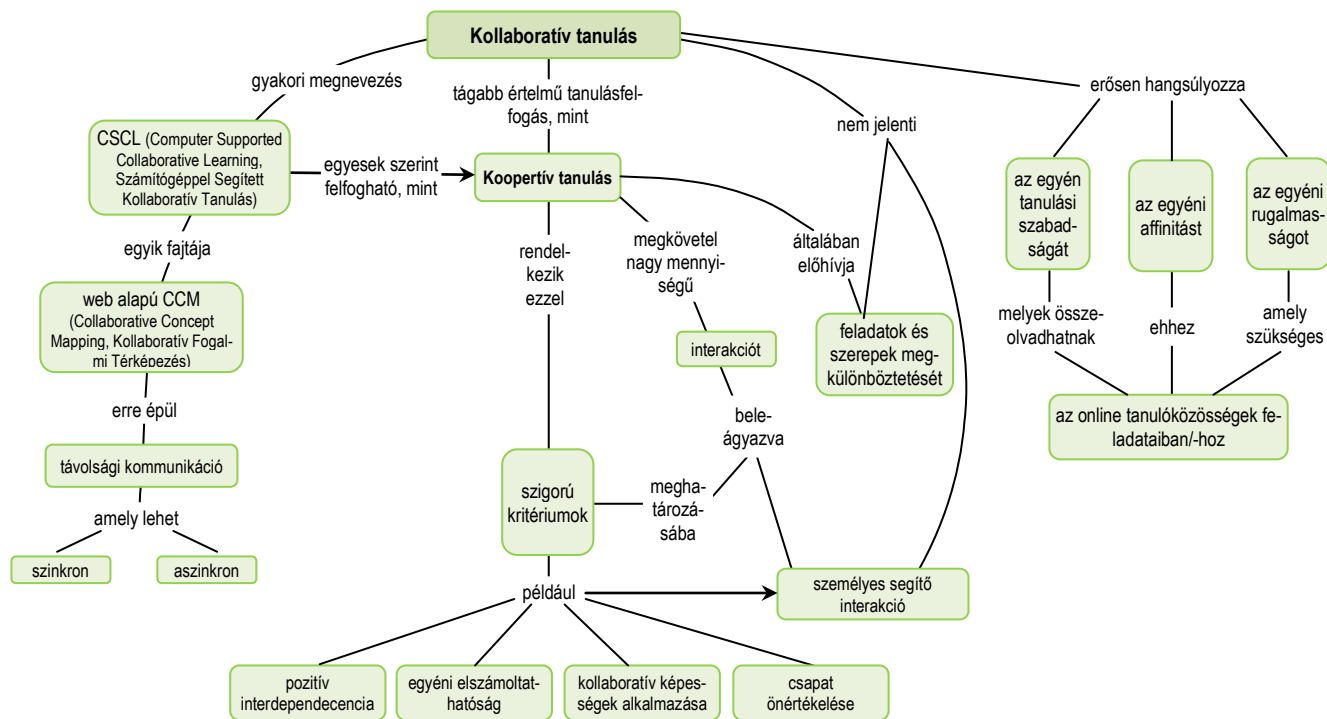 Kollaboratív tanulás
gyakori megnevezés
tágabb értelmű tanulásfel-
fogás, mint
nem jelenti
erősen hangsúlyozza
CSCL (Computer Supported
Collaborative Learning,
Számítógéppel Segített
Kollaboratív Tanulás)
egyesek szerint
felfogható, mint
Koopertív tanulás
az egyén
tanulási
szabad-
ságát
az egyéni
affinitást
az egyéni
rugalmas-
ságot
egyik fajtája
rendel-
kezik
ezzel
megkövetel
nagy mennyi-
ségű
általában
előhívja
web alapú CCM
(Collaborative Concept
Mapping, Kollaboratív Fogal-
mi Térképezés)
interakciót
feladatok és
szerepek meg-
különböztetését
melyek össze-
olvadhatnak
ehhez
amely
szükséges
erre épül
bele-
ágyazva
az online tanulóközösségek fe-
ladataiban/-hoz
távolsági kommunikáció
szigorú
kritériumok
megha-
tározá-
sába
amely lehet
szinkron
aszinkron
például
személyes segítő
interakció
pozitív
interdependecencia
egyéni elszámoltat-
hatóság
kollaboratív képes-
ségek alkalmazása
csapat
önértékelése